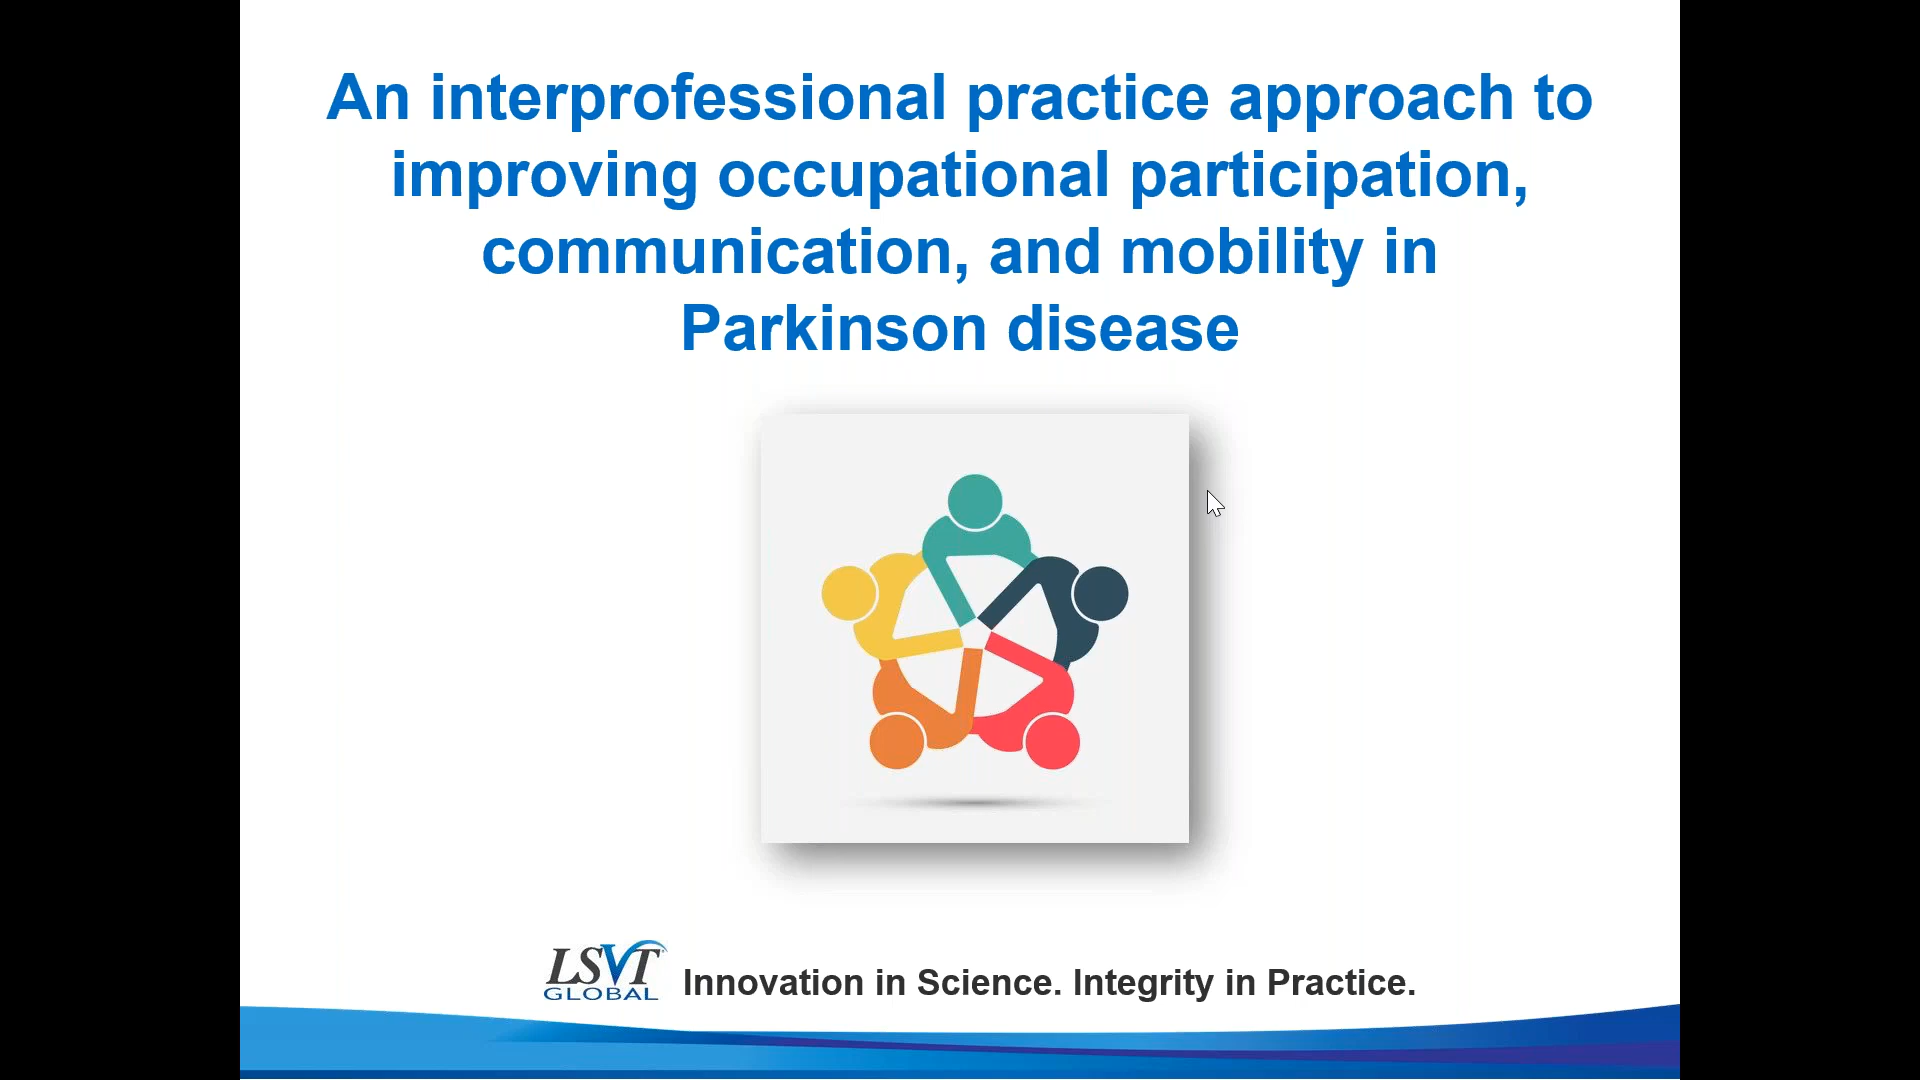 An interprofessional practice approach to
improving occupational participation,
communication, and mobility in
Parkinson disease
LSVT
GLOBAL
Innovation in Science. Integrity in Practice.